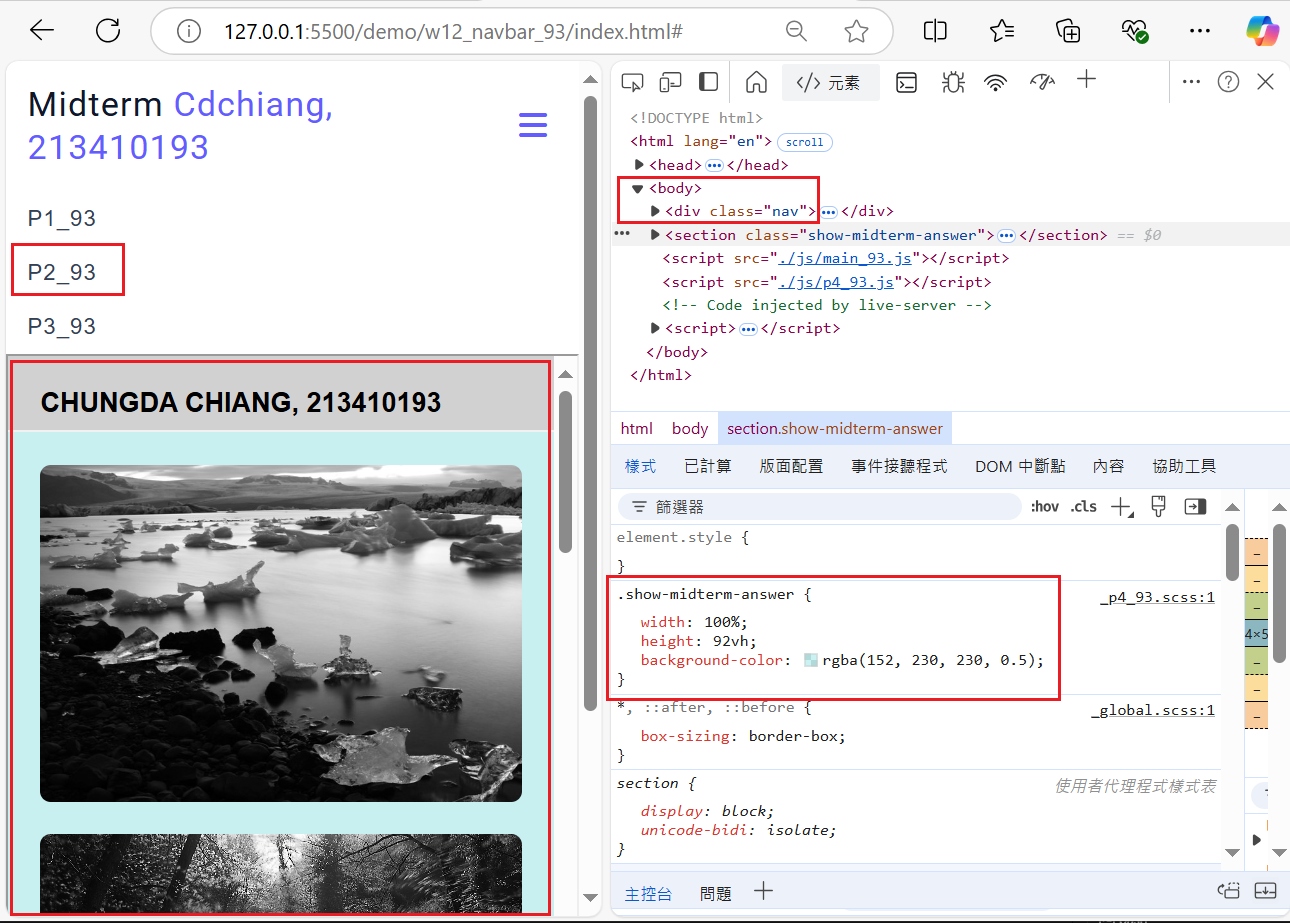 127.0.0.1:5500/demo/w12_navbar_93/index.html#
Midterm Cdchiang,
213410193
P1_93
P2_93
P3_93
CHUNGDA CHIANG, 213410193
</> 元素
<!DOCTYPE html>
<html lang="en"> scroll
<head> ••• </head>
<body>
<div class="nav"> ••• </div>
••• <section class="show-midterm-answer"> ••• </section> == $0
<script src="./js/main_93.js"></script>
<script src="./js/p4_93.js"></script>
<!-- Code injected by live-server -->
<script> ••• </script>
</body>
</html>
html body section.show-midterm-answer
樣式 已計算 版面配置 事件接聽程式 DOM 中斷點 內容 協助工具
篩選器 :hov .cls
element.style {
}
.show-midterm-answer { _p4_93.scss:1
width: 100%;
height: 92vh;
background-color: rgba(152, 230, 230, 0.5);
}
*, ::after, ::before { _global.scss:1
box-sizing: border-box;
}
section { 使用者代理程式樣式表
display: block;
unicode-bidi: isolate;
}
4×5
主控台 問題